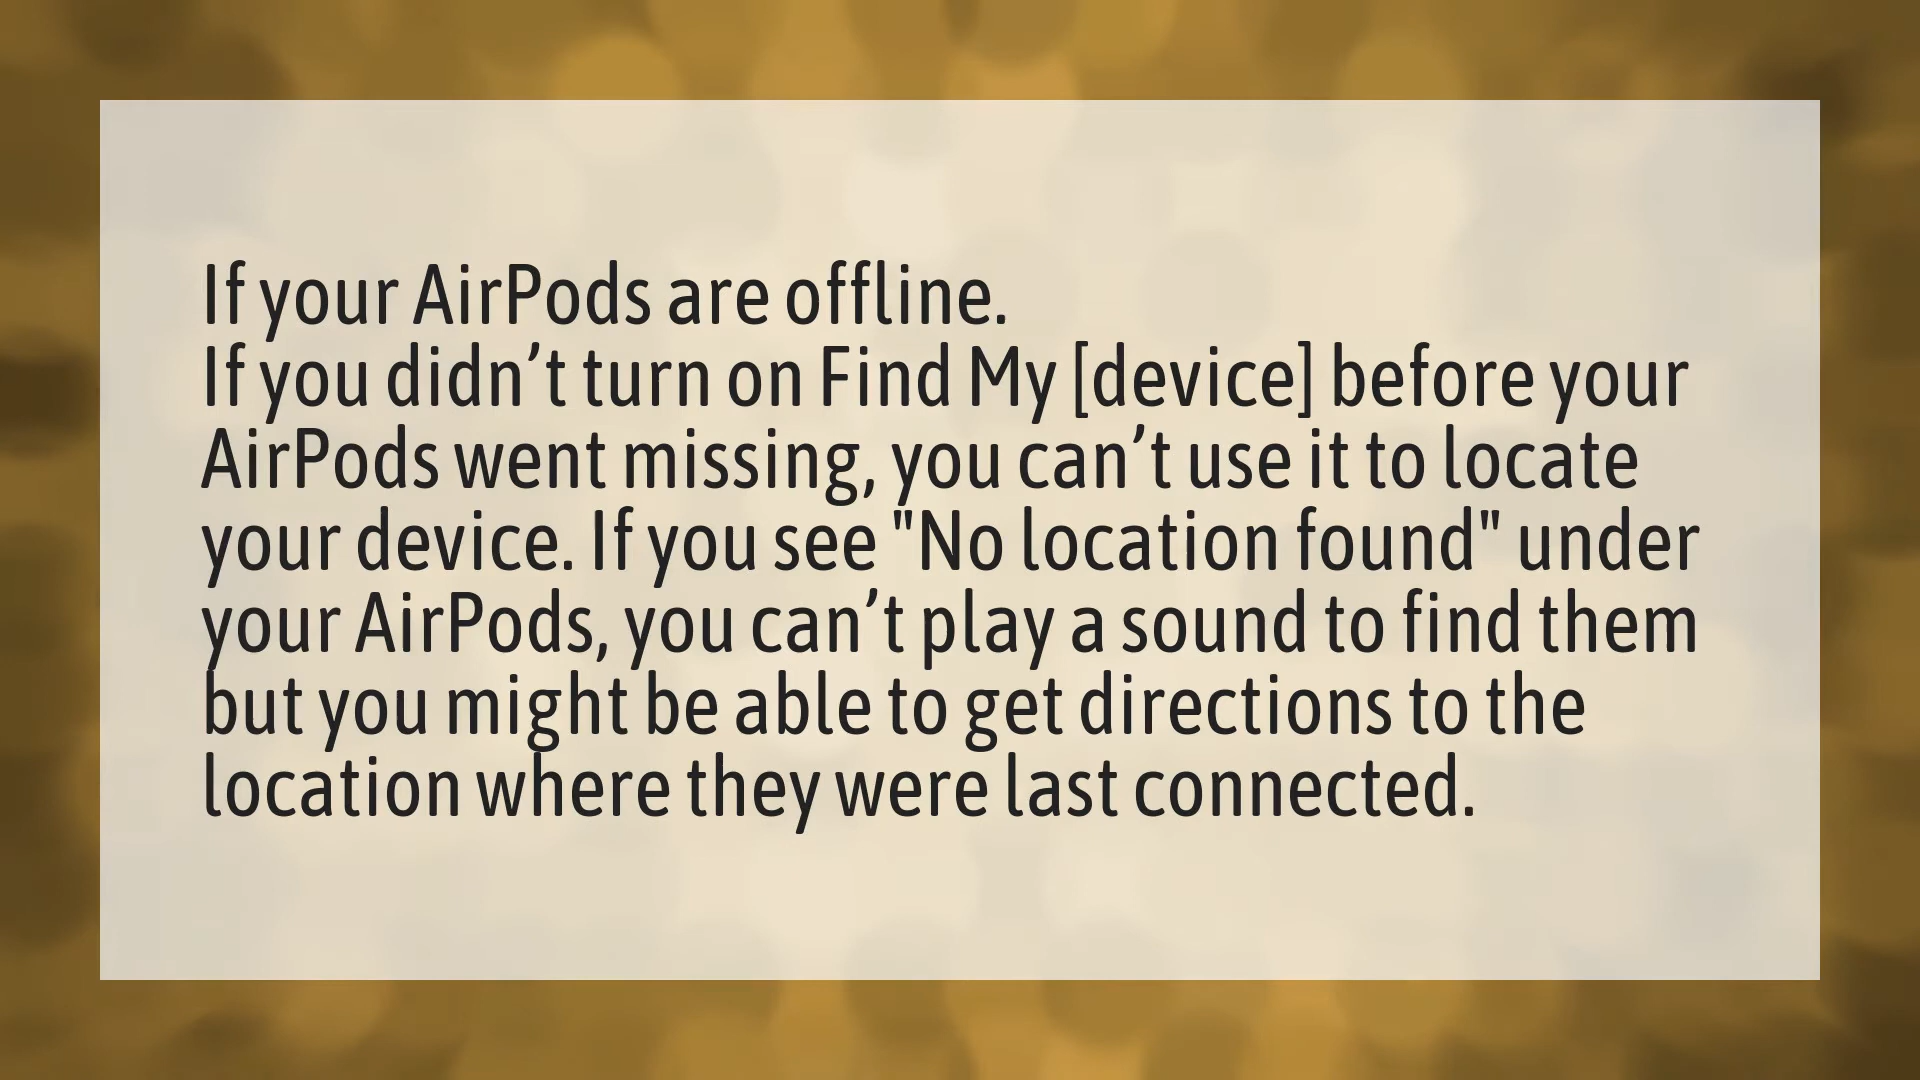 If your AirPods are offline.
If you didn’t turn on Find My [device] before your
AirPods went missing, you can’t use it to locate
your device. If you see "No location found" under
your AirPods, you can’t play a sound to find them
but you might be able to get directions to the
location where they were last connected.